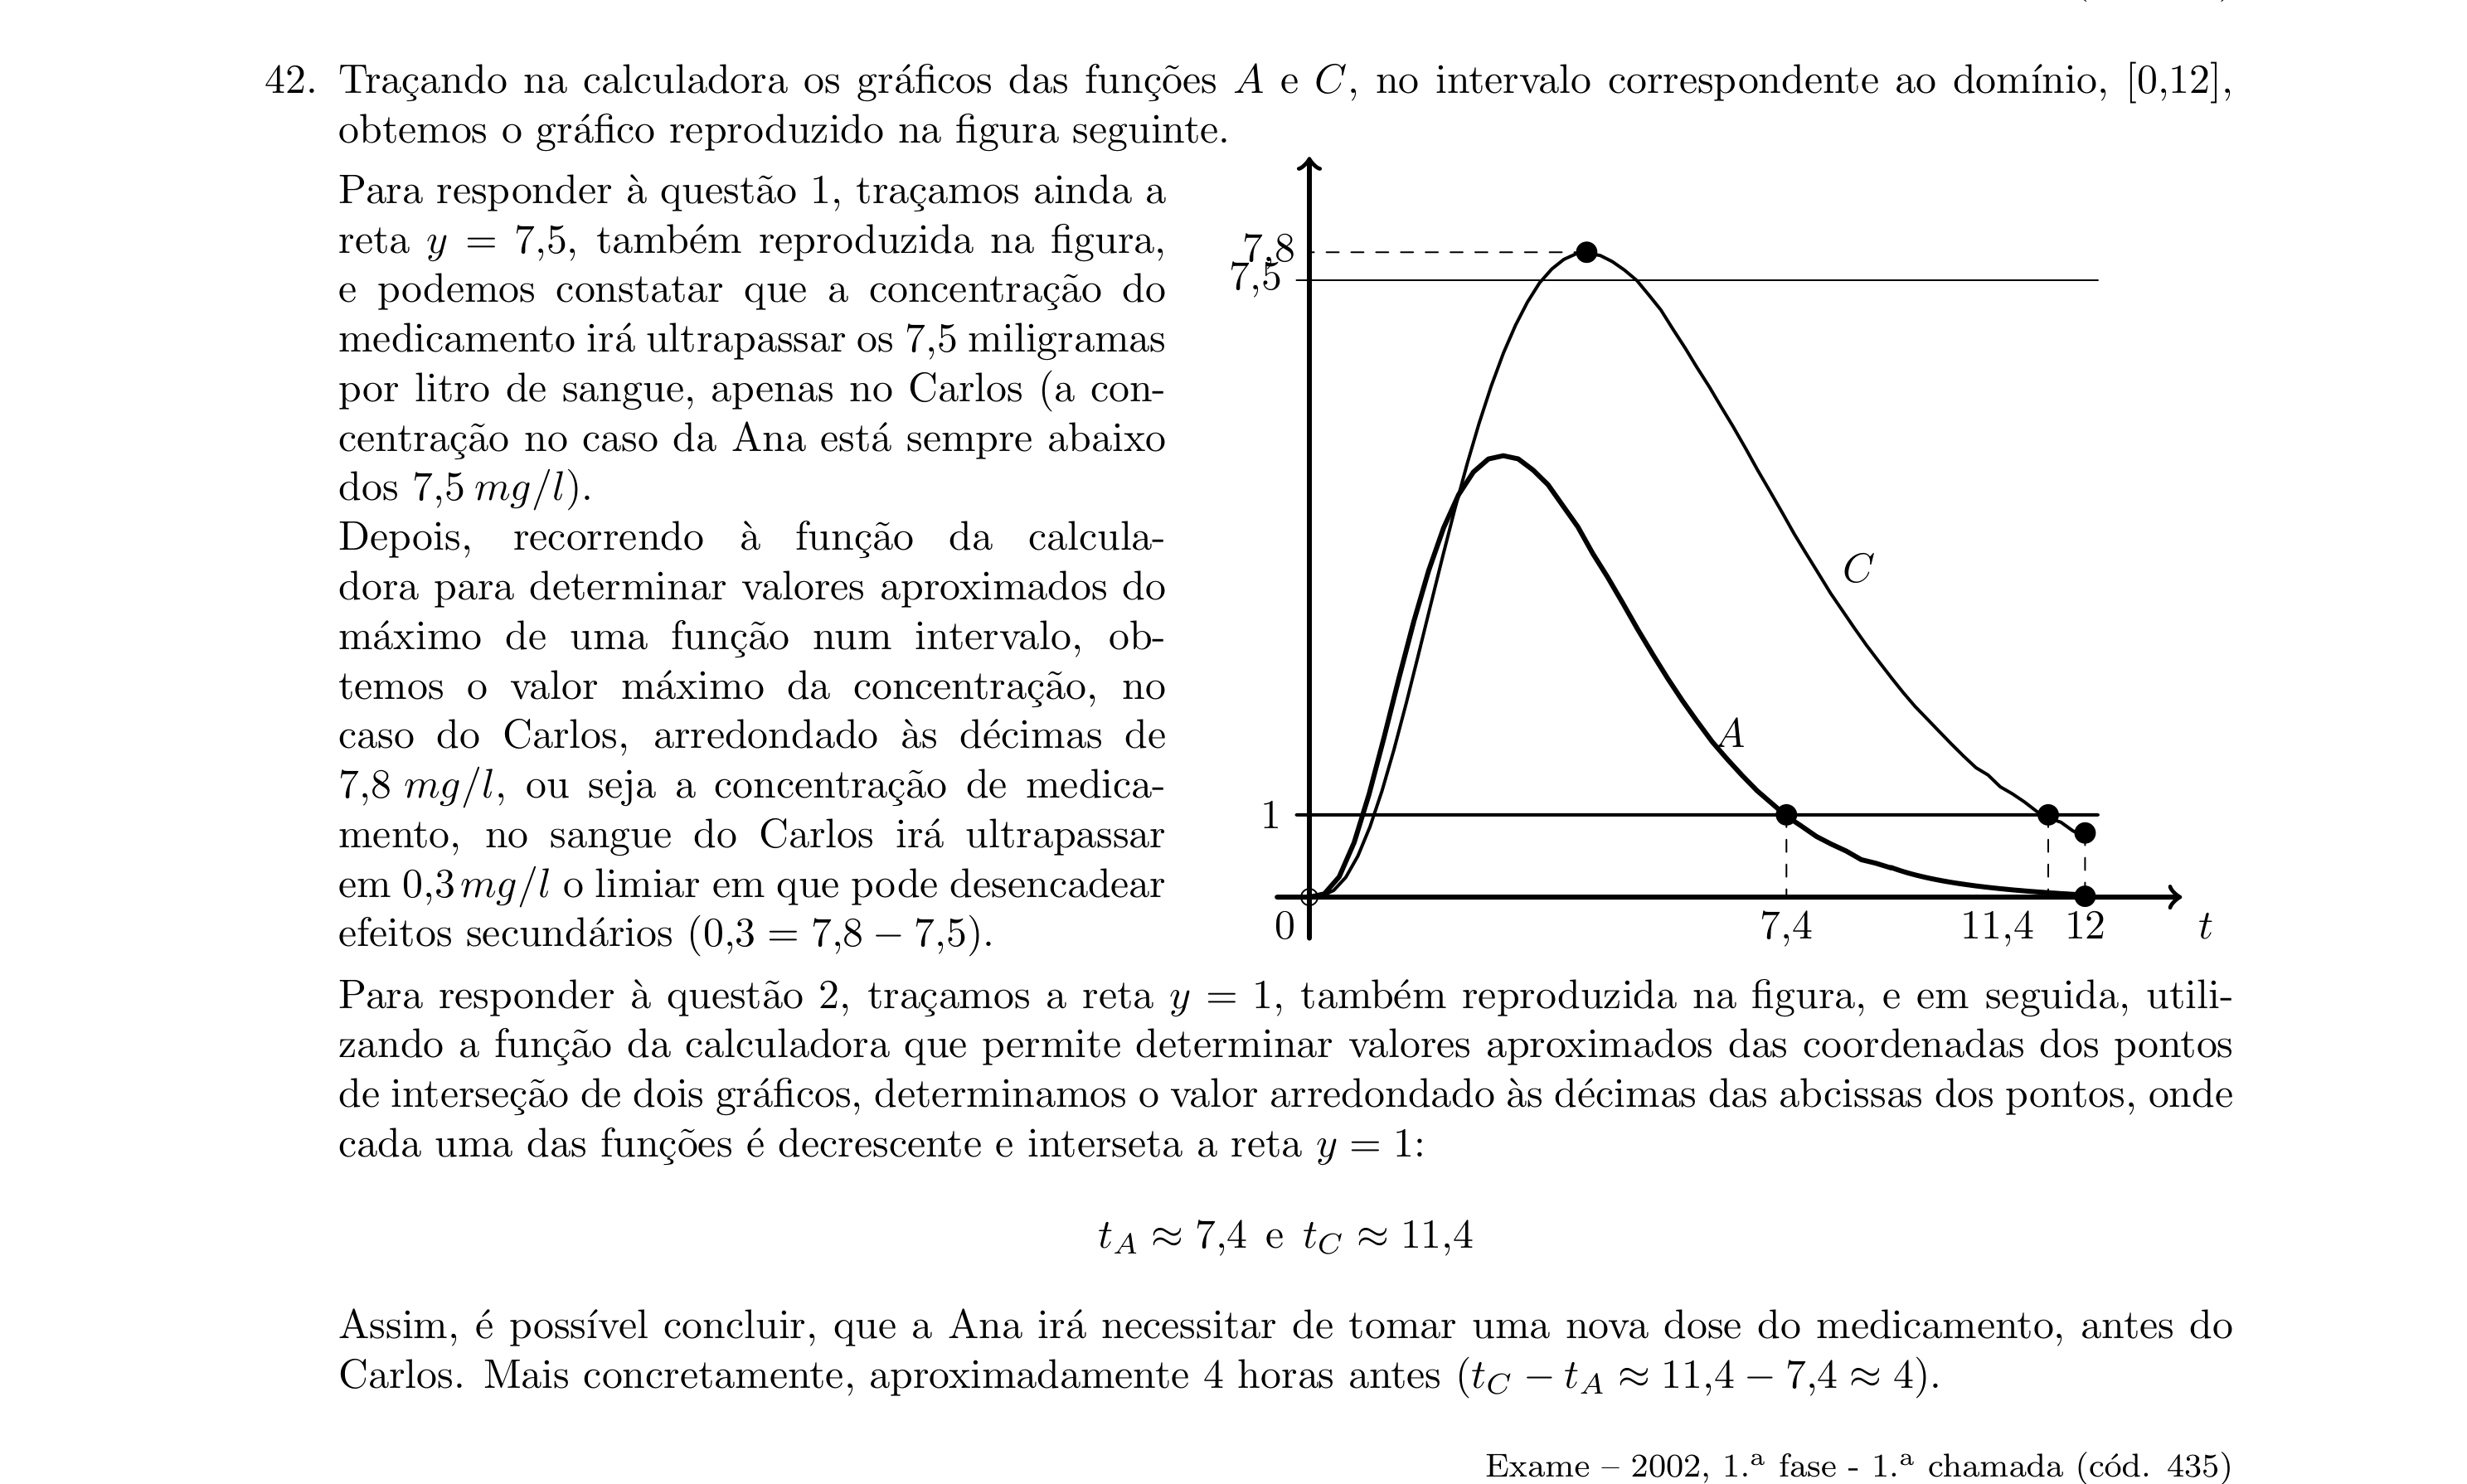 42. Traçando na calculadora os gráficos das funções A e C, no intervalo correspondente ao domínio, [0,12],
obtemos o gráfico reproduzido na figura seguinte.
Para responder à questão 1, traçamos ainda a
reta y = 7,5, também reproduzida na figura,
e podemos constatar que a concentração do
medicamento irá ultrapassar os 7,5 miligramas
por litro de sangue, apenas no Carlos (a con-
centração no caso da Ana está sempre abaixo
dos 7,5 mg/l).
Depois, recorrendo à função da calcula-
dora para determinar valores aproximados do
máximo de uma função num intervalo, ob-
temos o valor máximo da concentração, no
caso do Carlos, arredondado às décimas de
7,8 mg/l, ou seja a concentração de medica-
mento, no sangue do Carlos irá ultrapassar
em 0,3 mg/l o limiar em que pode desencadear
efeitos secundários (0,3 = 7,8 − 7,5).
7,8
7,5
C
A
1
0
7,4
11,4
12
t
Para responder à questão 2, traçamos a reta y = 1, também reproduzida na figura, e em seguida, utili-
zando a função da calculadora que permite determinar valores aproximados das coordenadas dos pontos
de interseção de dois gráficos, determinamos o valor arredondado às décimas das abcissas dos pontos, onde
cada uma das funções é decrescente e interseta a reta y = 1:
t_A ≈ 7,4 e t_C ≈ 11,4
Assim, é possível concluir, que a Ana irá necessitar de tomar uma nova dose do medicamento, antes do
Carlos. Mais concretamente, aproximadamente 4 horas antes (t_C − t_A ≈ 11,4 − 7,4 ≈ 4).
Exame – 2002, 1.ª fase - 1.ª chamada (cód. 435)